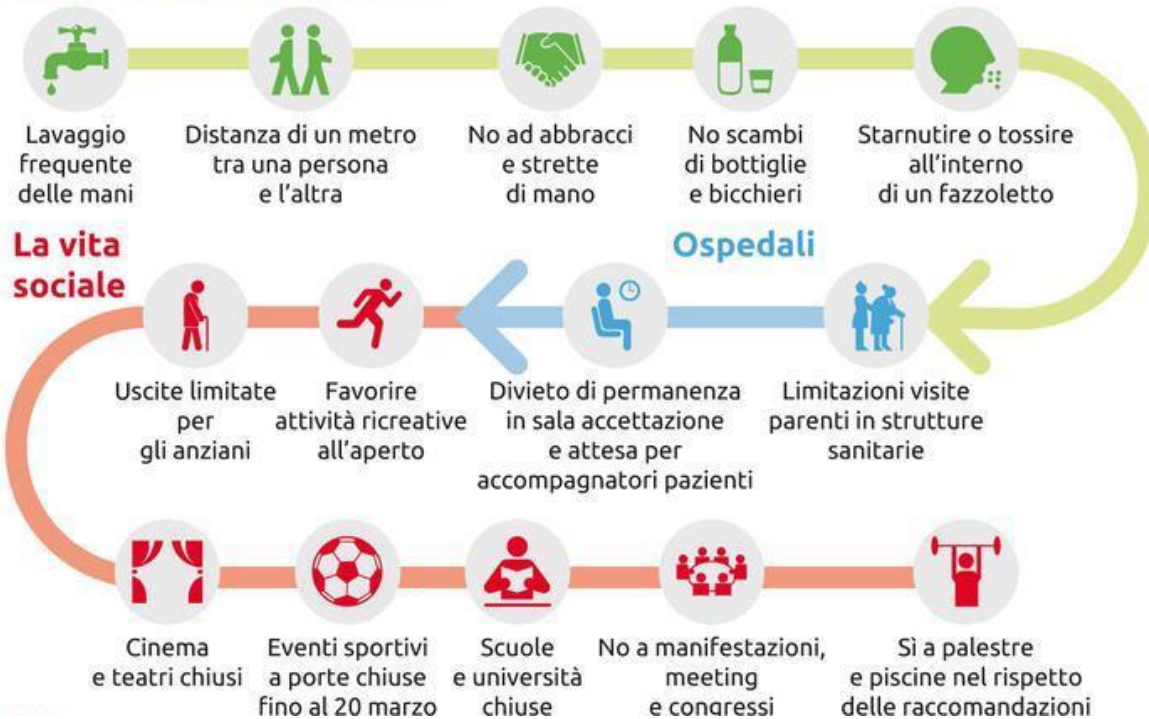 Lavaggio
frequente
delle mani
Distanza di un metro
tra una persona
e l'altra
No ad abbracci
e strette
di mano
No scambi
di bottiglie
e bicchieri
Starnutire o tossire
all'interno
di un fazzoletto
La vita
sociale
Ospedali
Uscite limitate
per
gli anziani
Favorire
attività ricreative
all'aperto
Divieto di permanenza
in sala accettazione
e attesa per
accompagnatori pazienti
Limitazioni visite
parenti in strutture
sanitarie
Cinema
e teatri chiusi
Eventi sportivi
a porte chiuse
fino al 20 marzo
Scuole
e università
chiuse
No a manifestazioni,
meeting
e congressi
Sì a palestre
e piscine nel rispetto
delle raccomandazioni